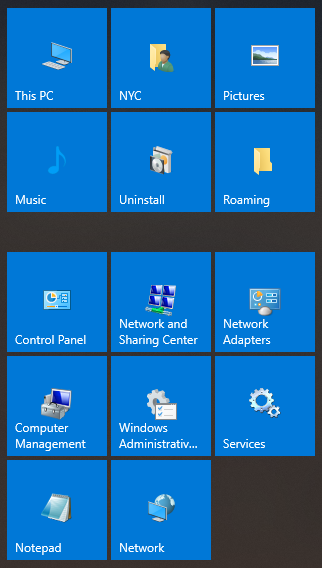 This PC
NYC
Pictures
Music
Uninstall
Roaming
Control Panel
Network and
Sharing Center
Network
Adapters
Computer
Management
Windows
Administrativ...
Services
Notepad
Network